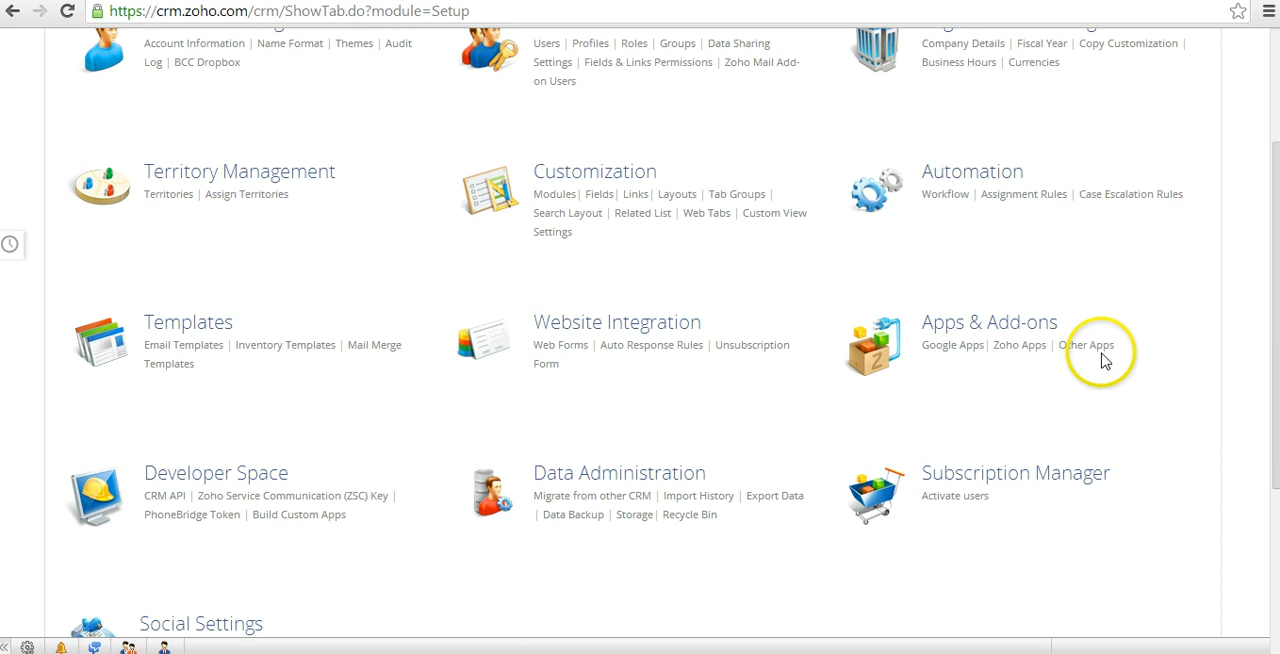 https://crm.zoho.com/crm/ShowTab.do?module=Setup
Account Information | Name Format | Themes | Audit
Log | BCC Dropbox
Users | Profiles | Roles | Groups | Data Sharing
Settings | Fields & Links Permissions | Zoho Mail Add-
on Users
Company Details | Fiscal Year | Copy Customization |
Business Hours | Currencies
Territory Management
Territories | Assign Territories
Customization
Modules | Fields | Links | Layouts | Tab Groups |
Search Layout | Related List | Web Tabs | Custom View
Settings
Automation
Workflow | Assignment Rules | Case Escalation Rules
Templates
Email Templates | Inventory Templates | Mail Merge
Templates
Website Integration
Web Forms | Auto Response Rules | Unsubscription
Form
Apps & Add-ons
Google Apps | Zoho Apps | Other Apps
Developer Space
CRM API | Zoho Service Communication (ZSC) Key |
PhoneBridge Token | Build Custom Apps
Data Administration
Migrate from other CRM | Import History | Export Data
| Data Backup | Storage | Recycle Bin
Subscription Manager
Activate users
Social Settings